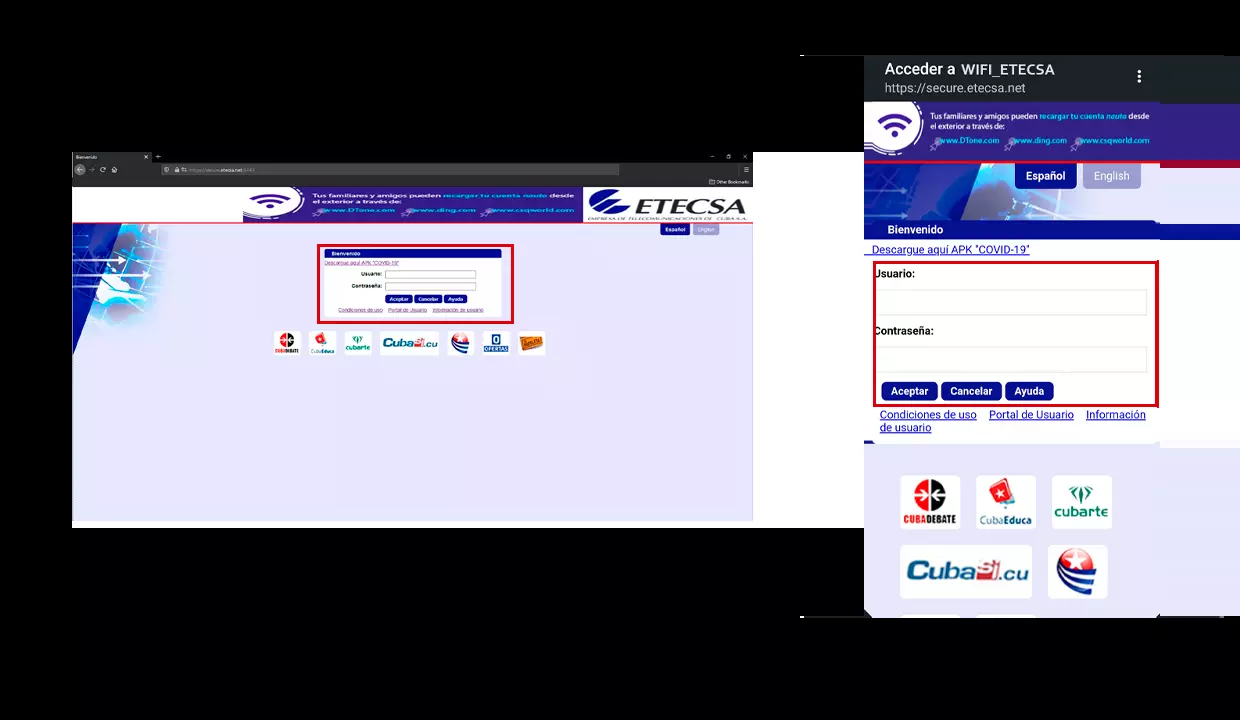 Bienvenido
https://secure.etecsa.net:8443
Other Bookmarks
Tus familiares y amigos pueden recargar tu cuenta nauta desde
el exterior a través de:
www.DTone.com www.ding.com www.csqworld.com
ETECSA
EMPRESA DE TELECOMUNICACIONES DE CUBA S.A.
Español English
Bienvenido
Descargue aquí APK "COVID-19"
Usuario:
Contraseña:
Aceptar Cancelar Ayuda
Condiciones de uso Portal de Usuario Información de usuario
CUBADEBATE
CubaEduca
cubarte
CubaSi.cu
OFERTAS
Acceder a WIFI_ETECSA
https://secure.etecsa.net
Tus familiares y amigos pueden recargar tu cuenta nauta desde
el exterior a través de:
www.DTone.com www.ding.com www.csqworld.com
Español English
Bienvenido
Descargue aquí APK "COVID-19"
Usuario:
Contraseña:
Aceptar Cancelar Ayuda
Condiciones de uso Portal de Usuario Información
de usuario
CUBADEBATE
CubaEduca
cubarte
CubaSi.cu